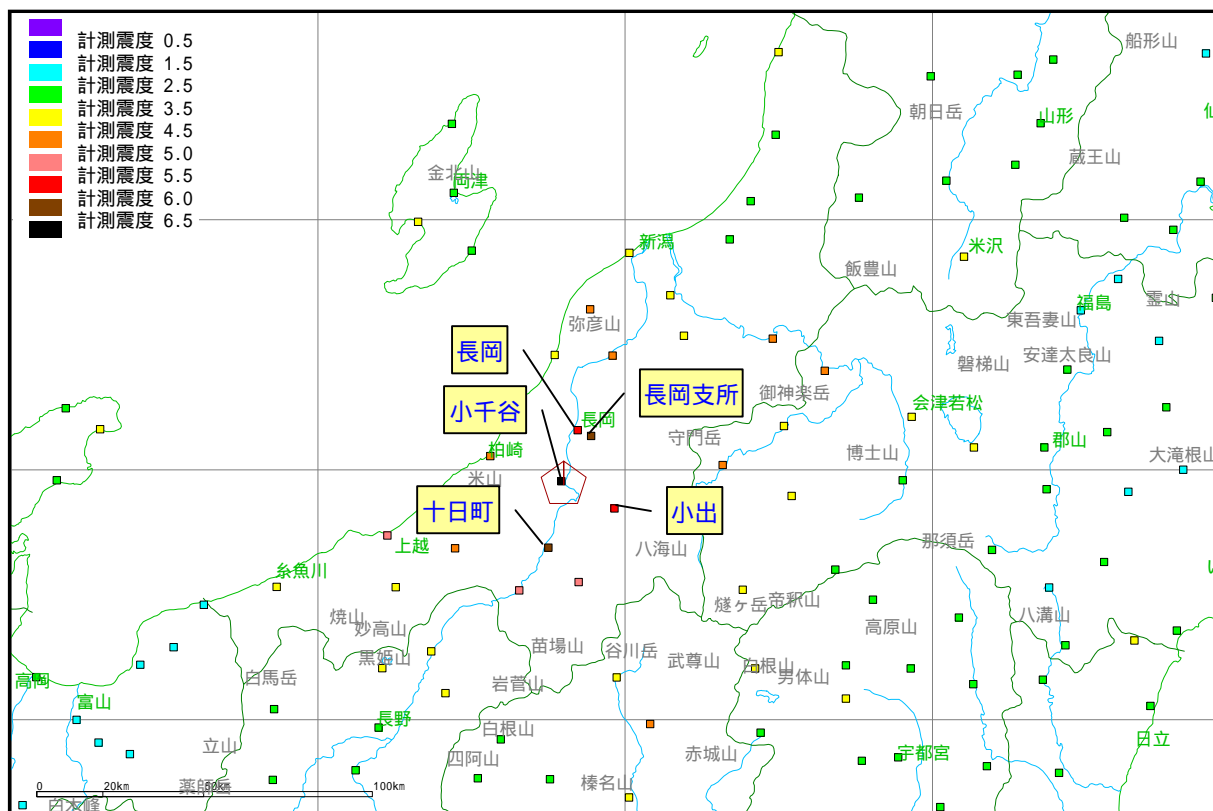 計測震度 0.5
計測震度 1.5
計測震度 2.5
計測震度 3.5
計測震度 4.5
計測震度 5.0
計測震度 5.5
計測震度 6.0
計測震度 6.5
船形山
朝日岳
山形
仙
蔵王山
金北山
両津
新潟
米沢
飯豊山
福島
霊山
東吾妻山
弥彦山
安達太良山
磐梯山
長岡
長岡支所
御神楽岳
小千谷
会津若松
長岡
守門岳
郡山
柏崎
博士山
大滝根山
米山
十日町
小出
上越
八海山
那須岳
糸魚川
い
燧ヶ岳
帝釈山
焼山
妙高山
高原山
八溝山
苗場山
谷川岳
黒姫山
武尊山
白根山
男体山
白馬岳
高岡
岩菅山
富山
長野
白根山
日立
立山
四阿山
赤城山
宇都宮
薬師岳
榛名山
0
20km
50km
100km
白木峰